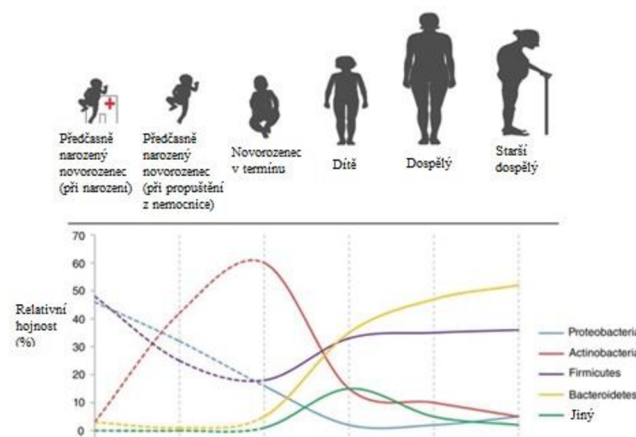 Předčasně
narozený
novorozenec
(při narození)
Předčasně
narozený
novorozenec
(při propuštění
z nemocnice)
Novorozenec
v termínu
Dítě
Dospělý
Starší
dospělý
Relativní
hojnost
(%)
70
60
50
40
30
20
10
0
Proteobacteria
Actinobacteria
Firmicutes
Bacteroidetes
Jiný